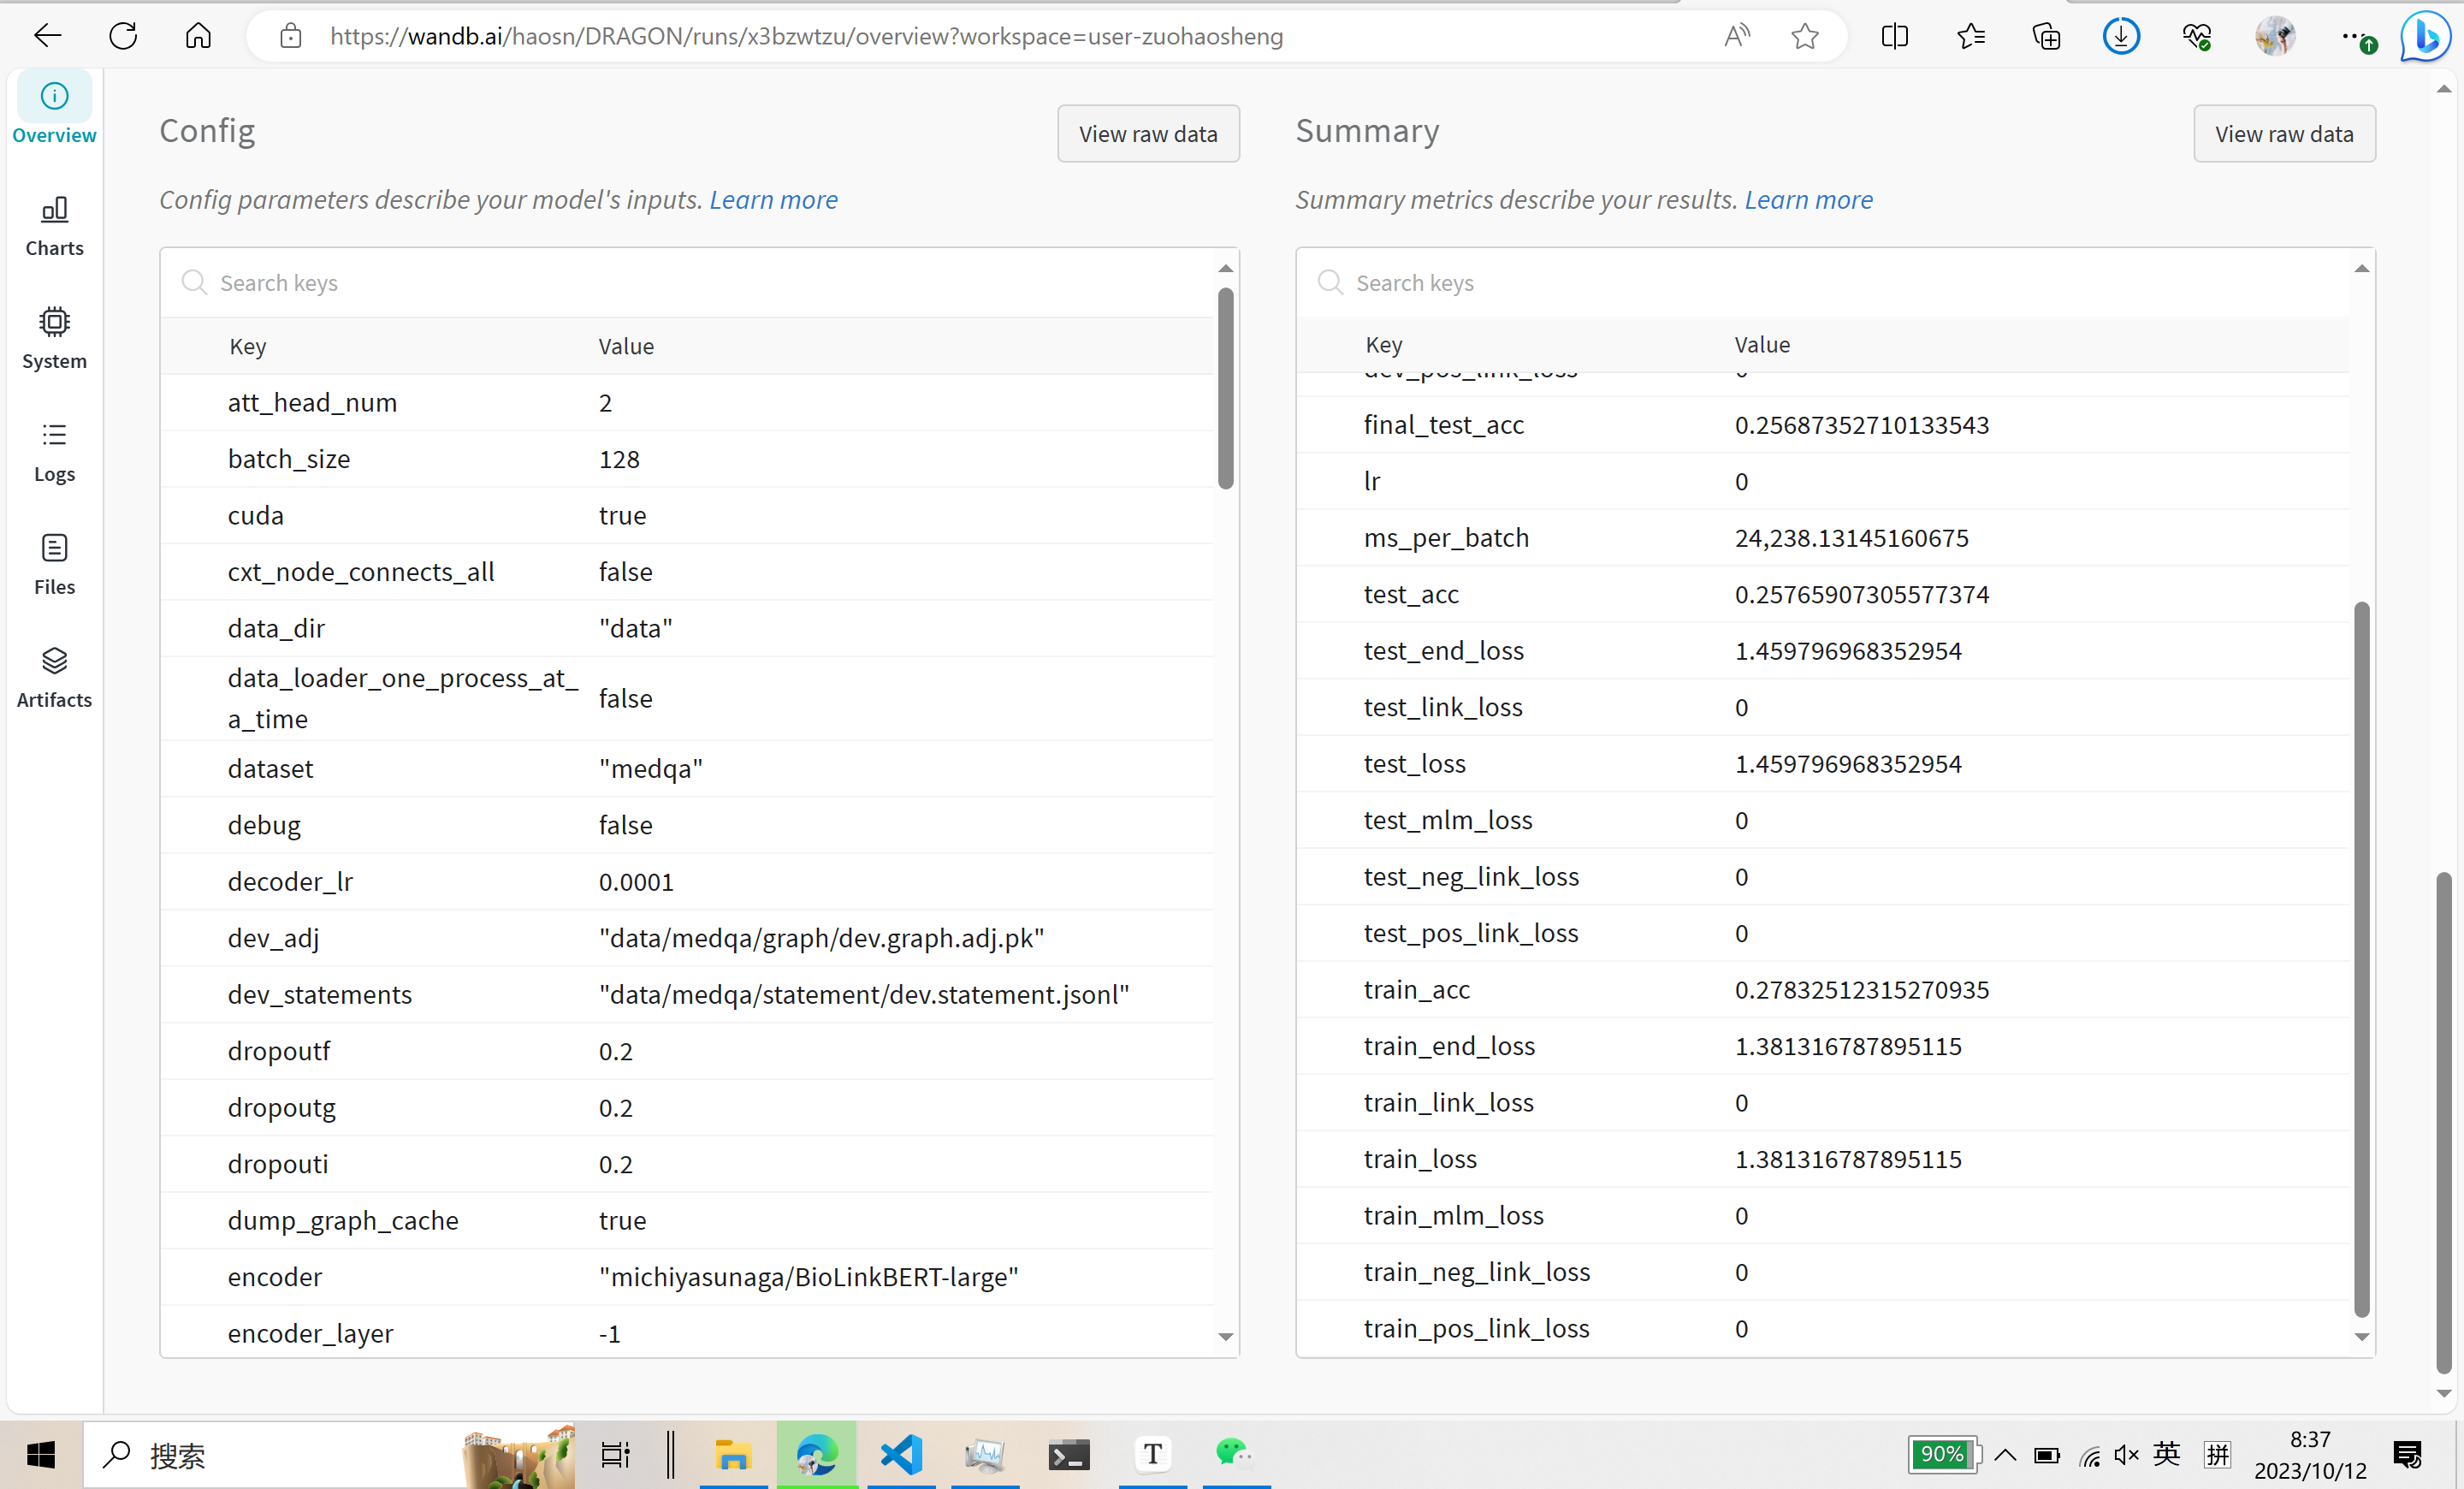 https://wandb.ai/haosn/DRAGON/runs/x3bzwtzu/overview?workspace=user-zuohaosheng
Overview
Charts
System
Logs
Files
Artifacts
Config
View raw data
Config parameters describe your model's inputs. Learn more
Search keys
Key Value
att_head_num 2
batch_size 128
cuda true
cxt_node_connects_all false
data_dir "data"
data_loader_one_process_at_
a_time false
dataset "medqa"
debug false
decoder_lr 0.0001
dev_adj "data/medqa/graph/dev.graph.adj.pk"
dev_statements "data/medqa/statement/dev.statement.jsonl"
dropoutf 0.2
dropoutg 0.2
dropouti 0.2
dump_graph_cache true
encoder "michiyasunaga/BioLinkBERT-large"
encoder_layer -1
Summary
View raw data
Summary metrics describe your results. Learn more
Search keys
Key Value
dev_pos_link_loss 0
final_test_acc 0.25687352710133543
lr 0
ms_per_batch 24,238.13145160675
test_acc 0.25765907305577374
test_end_loss 1.459796968352954
test_link_loss 0
test_loss 1.459796968352954
test_mlm_loss 0
test_neg_link_loss 0
test_pos_link_loss 0
train_acc 0.27832512315270935
train_end_loss 1.381316787895115
train_link_loss 0
train_loss 1.381316787895115
train_mlm_loss 0
train_neg_link_loss 0
train_pos_link_loss 0
搜索
T
90%
英
拼
8:37
2023/10/12